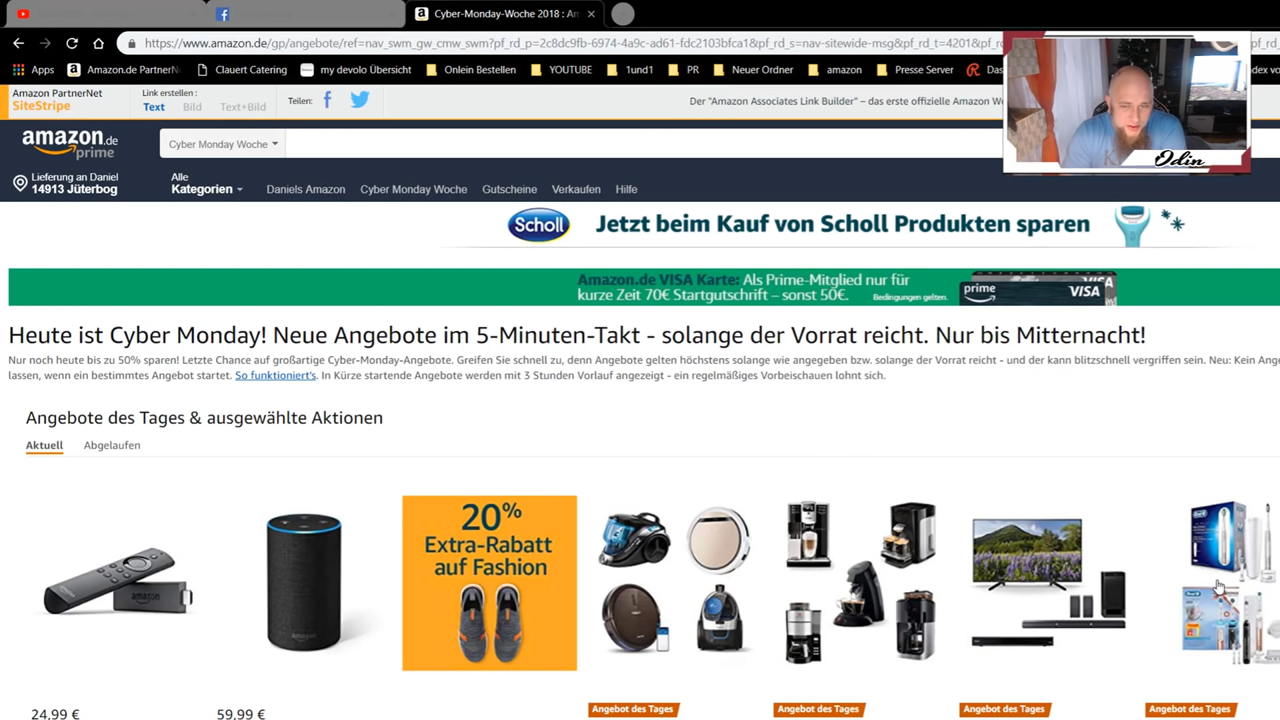 Cyber-Monday-Woche 2018 : Am
https://www.amazon.de/gp/angebote/ref=nav_swm_gw_cmw_swm?pf_rd_p=2c8dc9fb-6974-4a9c-ad61-fdc2103bfca1&pf_rd_s=nav-sitewide-msg&pf_rd_t=4201&pf_rd
Apps
Amazon.de PartnerN
Clauert Catering
my devolo Übersicht
Onlein Bestellen
YOUTUBE
1und1
PR
Neuer Ordner
amazon
Presse Server
Das
ndex vo
Amazon PartnerNet
SiteStripe
Link erstellen :
Text
Bild
Text+Bild
Teilen:
Der "Amazon Associates Link Builder" – das erste offizielle Amazon W
Odin
amazon.de
prime
Cyber Monday Woche
Lieferung an Daniel
14913 Jüterbog
Alle
Kategorien
Daniels Amazon
Cyber Monday Woche
Gutscheine
Verkaufen
Hilfe
Scholl
Jetzt beim Kauf von Scholl Produkten sparen
Amazon.de VISA Karte: Als Prime-Mitglied nur für
kurze Zeit 70€ Startgutschrift – sonst 50€.
Bedingungen gelten.
prime
VISA
Heute ist Cyber Monday! Neue Angebote im 5-Minuten-Takt - solange der Vorrat reicht. Nur bis Mitternacht!
Nur noch heute bis zu 50% sparen! Letzte Chance auf großartige Cyber-Monday-Angebote. Greifen Sie schnell zu, denn Angebote gelten höchstens solange wie angegeben bzw. solange der Vorrat reicht - und der kann blitzschnell vergriffen sein. Neu: Kein Ange
lassen, wenn ein bestimmtes Angebot startet. So funktioniert's. In Kürze startende Angebote werden mit 3 Stunden Vorlauf angezeigt - ein regelmäßiges Vorbeischauen lohnt sich.
Angebote des Tages & ausgewählte Aktionen
Aktuell
Abgelaufen
amazon
20%
Extra-Rabatt
auf Fashion
Oral-B
24,99 €
59,99 €
Angebot des Tages
Angebot des Tages
Angebot des Tages
Angebot des Tages